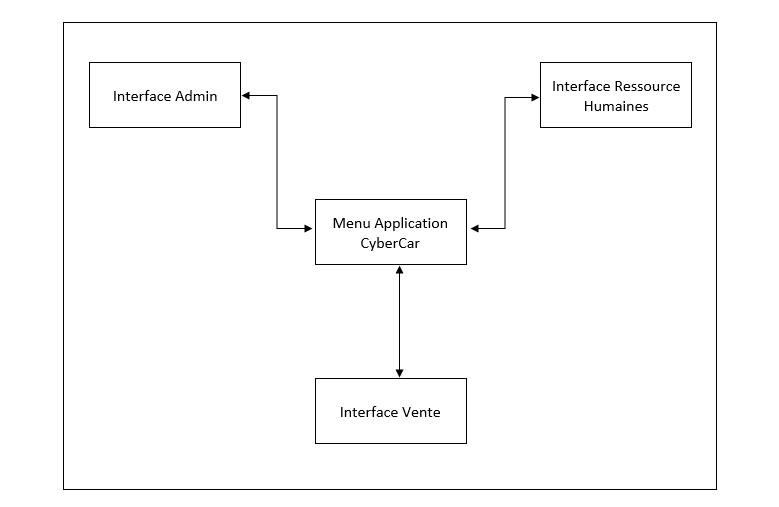 Interface Admin
Interface Ressource
Humaines
Menu Application
CyberCar
Interface Vente